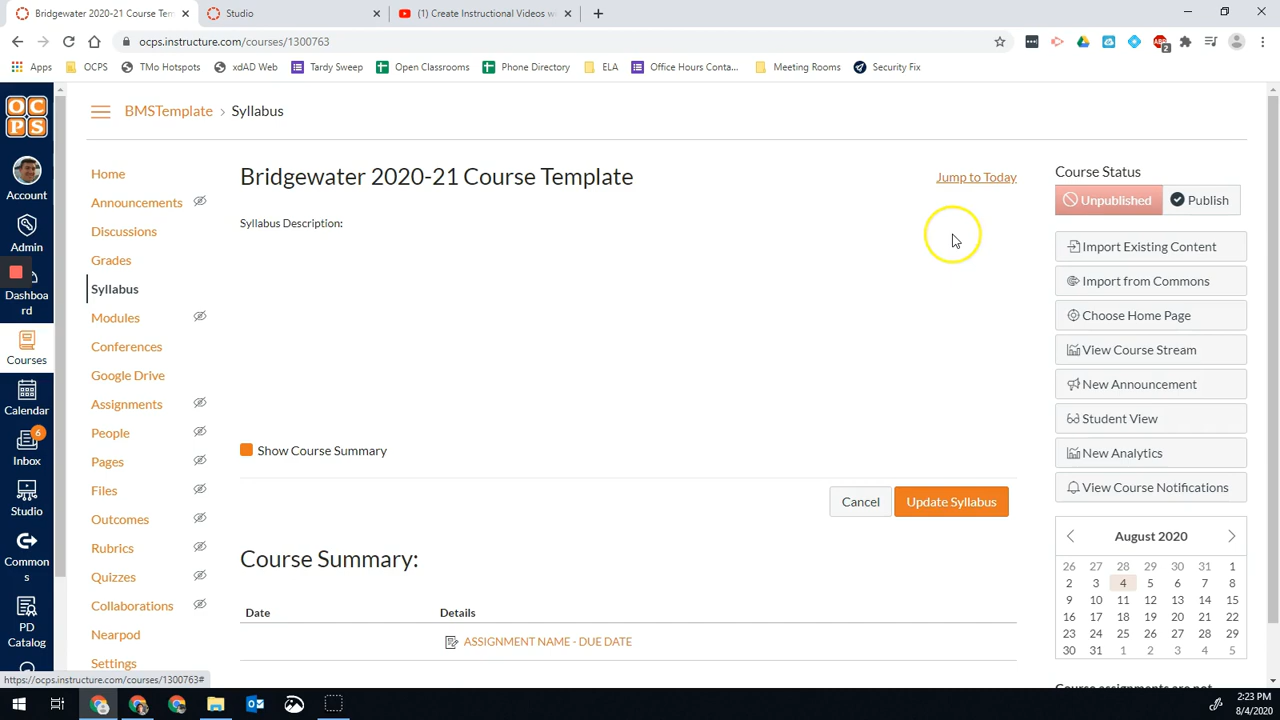 Bridgewater 2020-21 Course Tem
Studio
(1) Create Instructional Videos wi
ocps.instructure.com/courses/1300763
Apps
OCPS
TMo Hotspots
xdAD Web
Tardy Sweep
Open Classrooms
Phone Directory
ELA
Office Hours Conta...
Meeting Rooms
Security Fix
OC
PS
Account
Admin
Dashboa
rd
Courses
Calendar
6
Inbox
Studio
Common
s
PD
Catalog
BMSTemplate › Syllabus
Home
Announcements
Discussions
Grades
Syllabus
Modules
Conferences
Google Drive
Assignments
People
Pages
Files
Outcomes
Rubrics
Quizzes
Collaborations
Nearpod
Settings
Bridgewater 2020-21 Course Template
Jump to Today
Syllabus Description:
Show Course Summary
Cancel
Update Syllabus
Course Summary:
Date Details
ASSIGNMENT NAME - DUE DATE
Course Status
Unpublished
Publish
Import Existing Content
Import from Commons
Choose Home Page
View Course Stream
New Announcement
Student View
New Analytics
View Course Notifications
August 2020
26 27 28 29 30 31 1
2 3 4 5 6 7 8
9 10 11 12 13 14 15
16 17 18 19 20 21 22
23 24 25 26 27 28 29
30 31 1 2 3 4 5
https://ocps.instructure.com/courses/1300763#
2:23 PM
8/4/2020